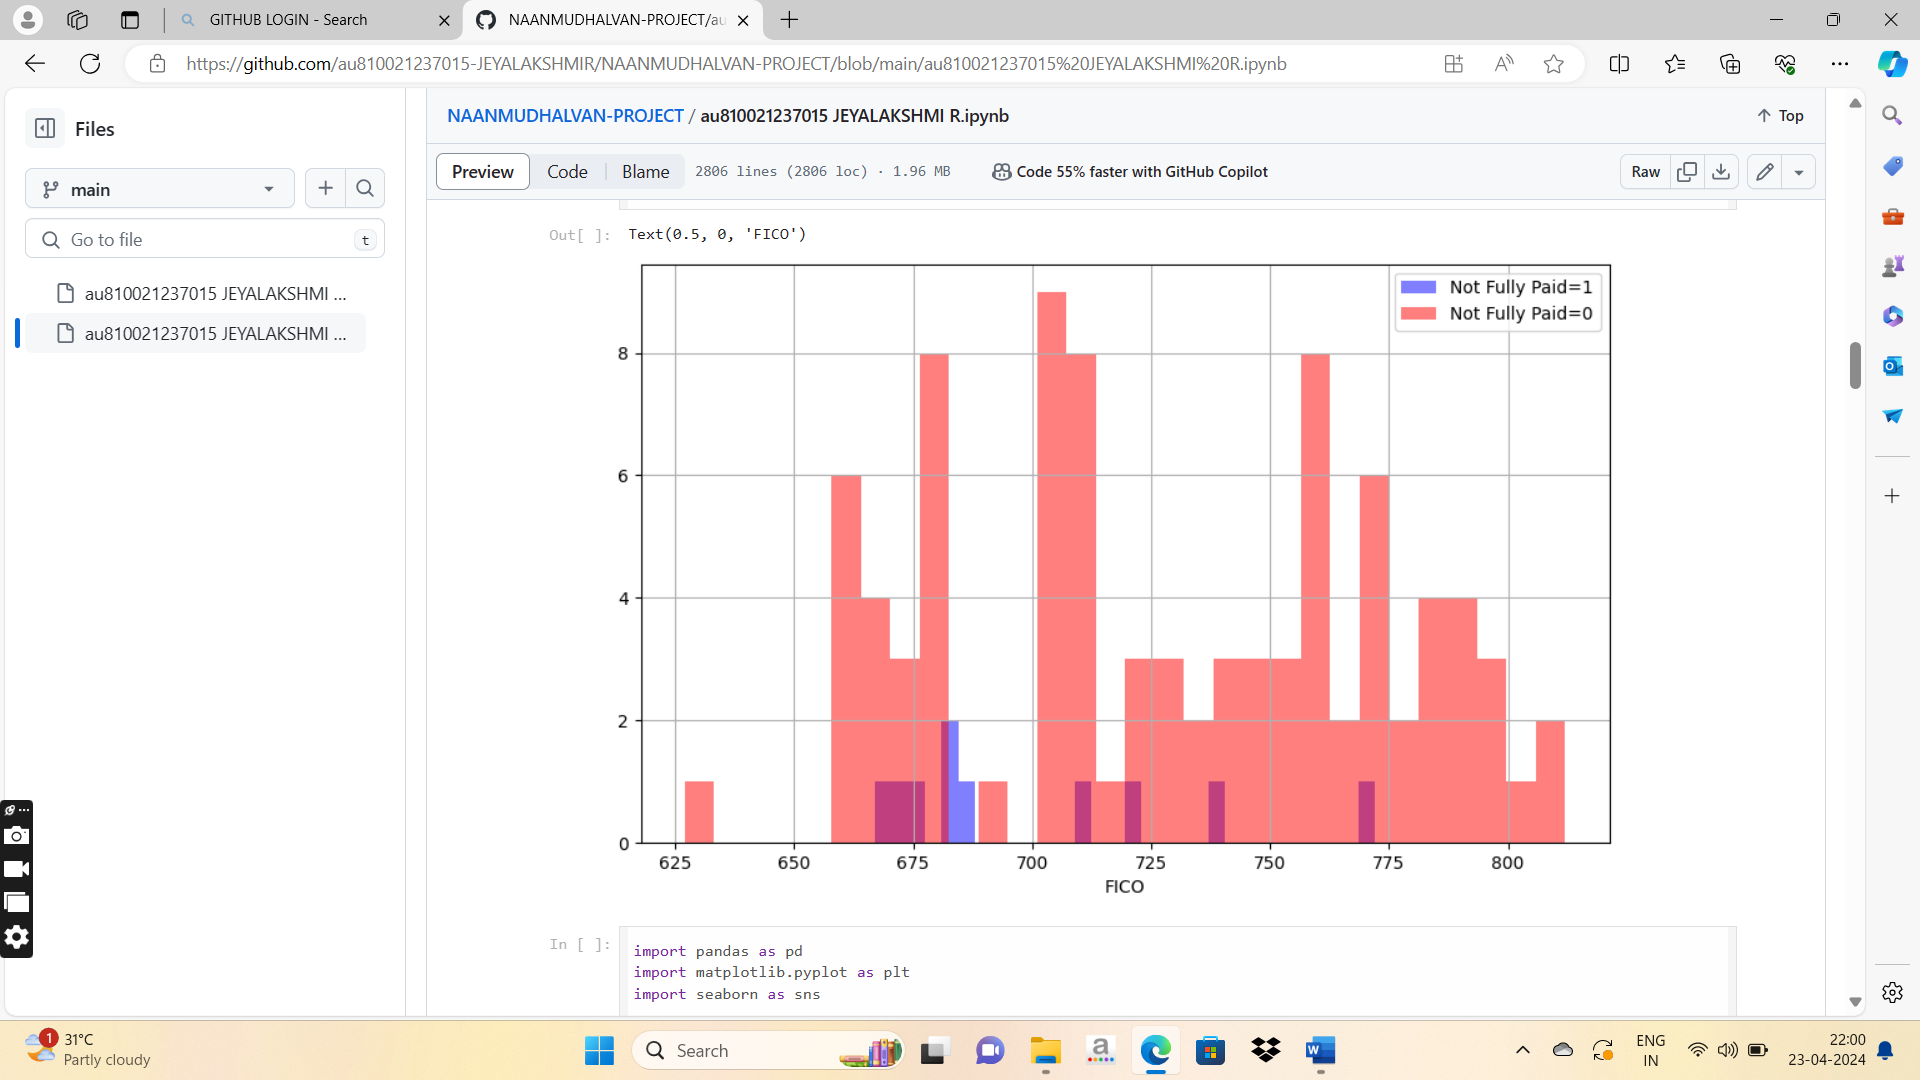 GITHUB LOGIN - Search
NAANMUDHALVAN-PROJECT/au
https://github.com/au810021237015-JEYALAKSHMIR/NAANMUDHALVAN-PROJECT/blob/main/au810021237015%20JEYALAKSHMI%20R.ipynb
Files
NAANMUDHALVAN-PROJECT / au810021237015 JEYALAKSHMI R.ipynb
Top
main
Preview
Code
Blame
2806 lines (2806 loc) · 1.96 MB
Code 55% faster with GitHub Copilot
Raw
Go to file
t
au810021237015 JEYALAKSHMI ...
au810021237015 JEYALAKSHMI ...
Out[ ]:
Text(0.5, 0, 'FICO')
Not Fully Paid=1
Not Fully Paid=0
8
6
4
2
0
625 650 675 700 725 750 775 800
FICO
In [ ]:
import pandas as pd
import matplotlib.pyplot as plt
import seaborn as sns
1
31°C
Partly cloudy
Search
a
ENG
IN
22:00
23-04-2024